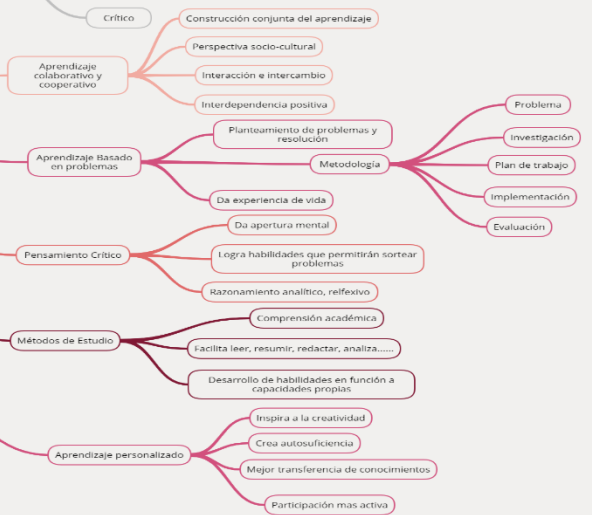 Crítico
Aprendizaje
colaborativo y
cooperativo
Construcción conjunta del aprendizaje
Perspectiva socio-cultural
Interacción e intercambio
Interdependencia positiva
Aprendizaje Basado
en problemas
Planteamiento de problemas y
resolución
Metodología
Problema
Investigación
Plan de trabajo
Implementación
Evaluación
Da experiencia de vida
Pensamiento Crítico
Da apertura mental
Logra habilidades que permitirán sortear
problemas
Razonamiento analítico, relfexivo
Métodos de Estudio
Comprensión académica
Facilita leer, resumir, redactar, analiza......
Desarrollo de habilidades en función a
capacidades propias
Aprendizaje personalizado
Inspira a la creatividad
Crea autosuficiencia
Mejor transferencia de conocimientos
Participación mas activa